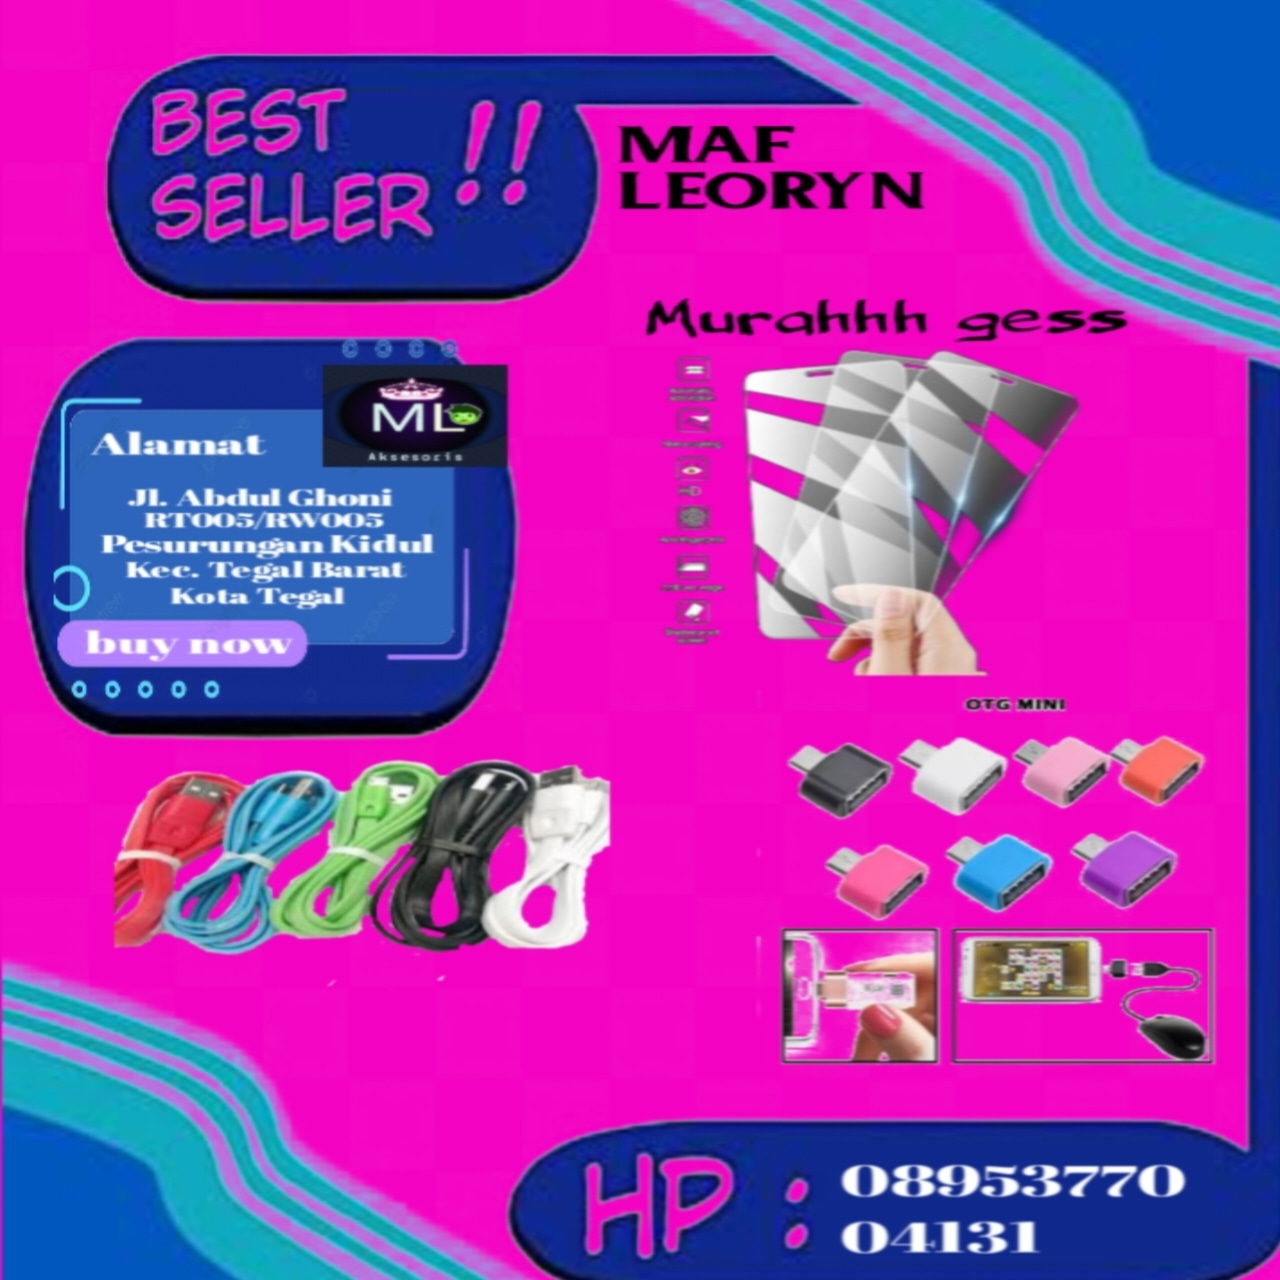 BEST
SELLER !!
MAF
LEORYN
Murahhh gess
ML
Aksesoris
Alamat
Jl. Abdul Ghoni
RT005/RW005
Pesurungan Kidul
Kec. Tegal Barat
Kota Tegal
buy now
OTG MINI
HP : 08953770
04131